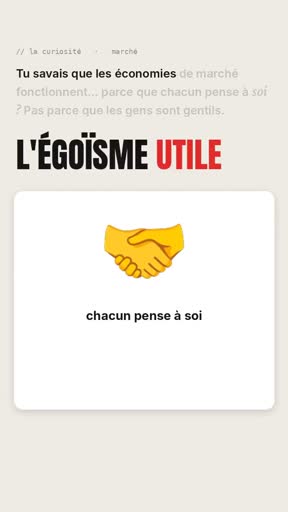 // la curiosité · marché
Tu savais que les économies de marché
fonctionnent... parce que chacun pense à soi
? Pas parce que les gens sont gentils.
L'ÉGOÏSME UTILE
chacun pense à soi